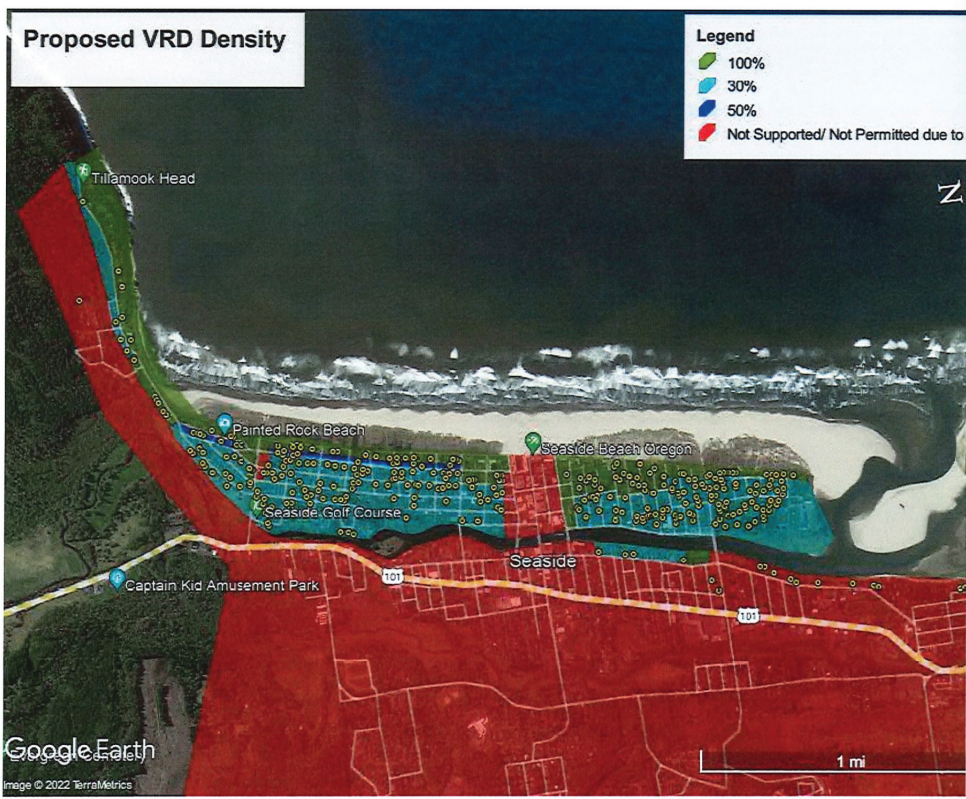 Proposed VRD Density
Legend
100%
30%
50%
Not Supported/ Not Permitted due to
N
Tillamook Head
Painted Rock Beach
Seaside Beach Oregon
Seaside Golf Course
Seaside
Captain Kid Amusement Park
101
101
Google Earth
Evergreen Cemetery
Image © 2022 TerraMetrics
1 mi